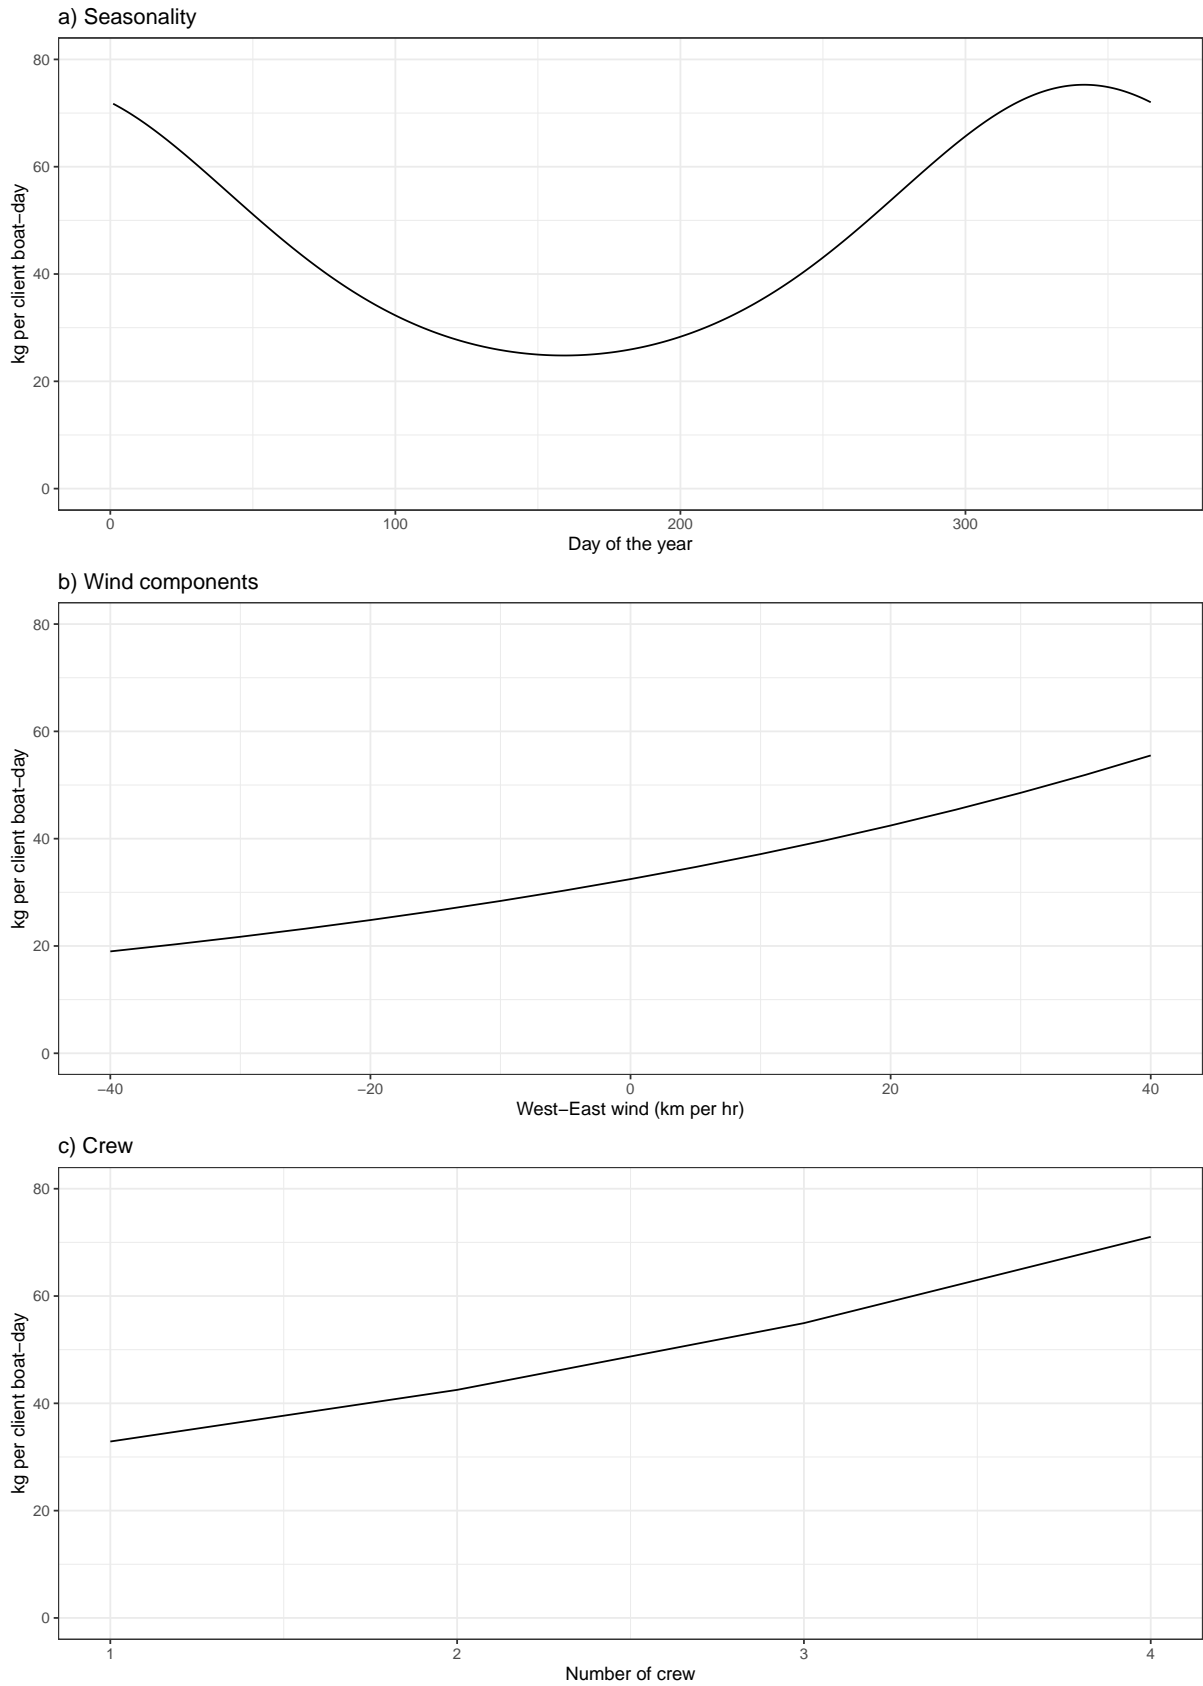 a) Seasonality
80
60
40
20
0
kg per client boat−day
0 100 200 300
Day of the year
b) Wind components
80
60
40
20
0
kg per client boat−day
−40 −20 0 20 40
West−East wind (km per hr)
c) Crew
80
60
40
20
0
kg per client boat−day
1 2 3 4
Number of crew